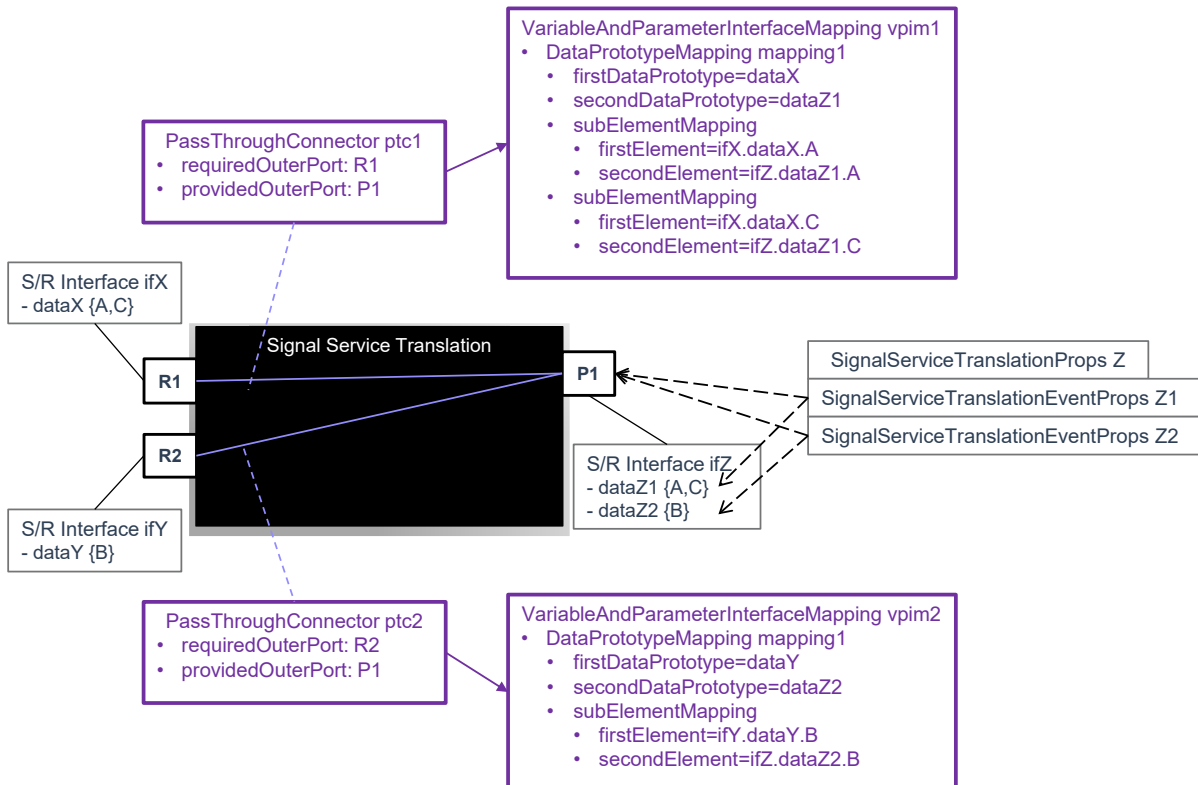 VariableAndParameterInterfaceMapping vpim1
• DataPrototypeMapping mapping1
• firstDataPrototype=dataX
• secondDataPrototype=dataZ1
• subElementMapping
• firstElement=ifX.dataX.A
• secondElement=ifZ.dataZ1.A
• subElementMapping
• firstElement=ifX.dataX.C
• secondElement=ifZ.dataZ1.C
PassThroughConnector ptc1
• requiredOuterPort: R1
• providedOuterPort: P1
S/R Interface ifX
- dataX {A,C}
Signal Service Translation
R1
P1
R2
SignalServiceTranslationProps Z
SignalServiceTranslationEventProps Z1
SignalServiceTranslationEventProps Z2
S/R Interface ifZ
- dataZ1 {A,C}
- dataZ2 {B}
S/R Interface ifY
- dataY {B}
PassThroughConnector ptc2
• requiredOuterPort: R2
• providedOuterPort: P1
VariableAndParameterInterfaceMapping vpim2
• DataPrototypeMapping mapping1
• firstDataPrototype=dataY
• secondDataPrototype=dataZ2
• subElementMapping
• firstElement=ifY.dataY.B
• secondElement=ifZ.dataZ2.B